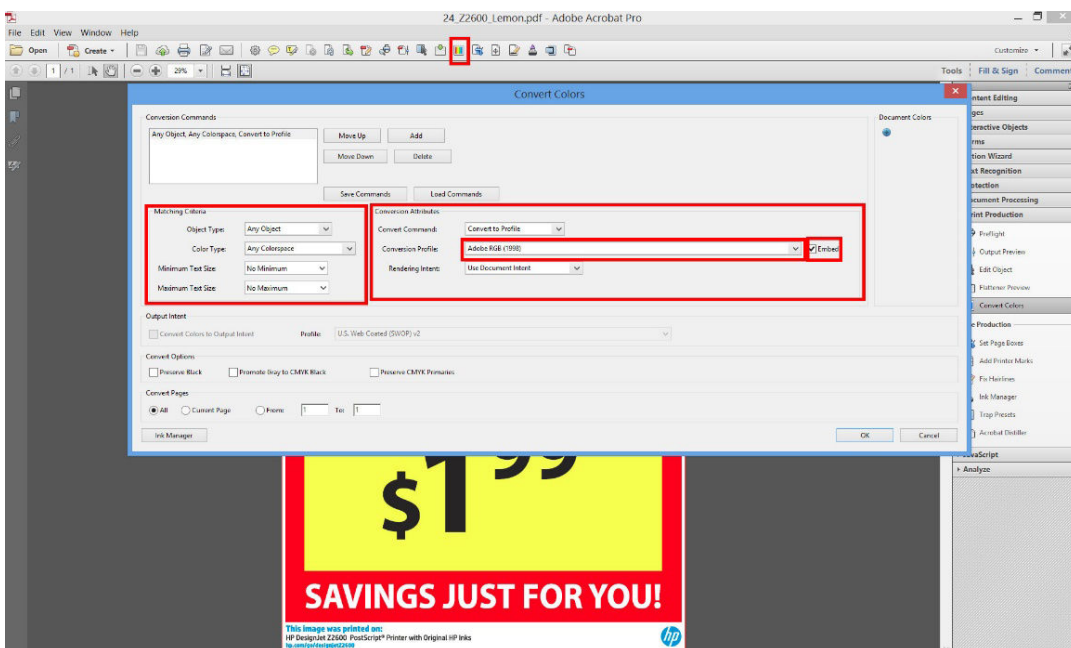 24_Z2600_Lemon.pdf - Adobe Acrobat Pro
File Edit View Window Help
Open Create Customize
1 / 1 29% Tools Fill & Sign Comment
Convert Colors
Conversion Commands
Any Object, Any Colorspace, Convert to Profile
Move Up Add
Move Down Delete
Save Commands Load Commands
Document Colors
Matching Criteria
Object Type: Any Object
Color Type: Any Colorspace
Minimum Text Size: No Minimum
Maximum Text Size: No Maximum
Conversion Attributes
Convert Command: Convert to Profile
Conversion Profile: Adobe RGB (1998) Embed
Rendering Intent: Use Document Intent
Output Intent
Convert Colors to Output Intent Profile: U.S. Web Coated (SWOP) v2
Convert Options
Preserve Black Promote Gray to CMYK Black Preserve CMYK Primaries
Convert Pages
All Current Page From: 1 To: 1
Ink Manager OK Cancel
ntent Editing
ges
teractive Objects
rms
tion Wizard
xt Recognition
otection
cument Processing
rint Production
Preflight
Output Preview
Edit Object
Flattener Preview
Convert Colors
e Production
Set Page Boxes
Add Printer Marks
Fix Hairlines
Ink Manager
Trap Presets
Acrobat Distiller
JavaScript
Analyze
$1 99
SAVINGS JUST FOR YOU!
This image was printed on:
HP DesignJet Z2600 PostScript® Printer with Original HP Inks
hp.com/go/designjetZ2600
hp